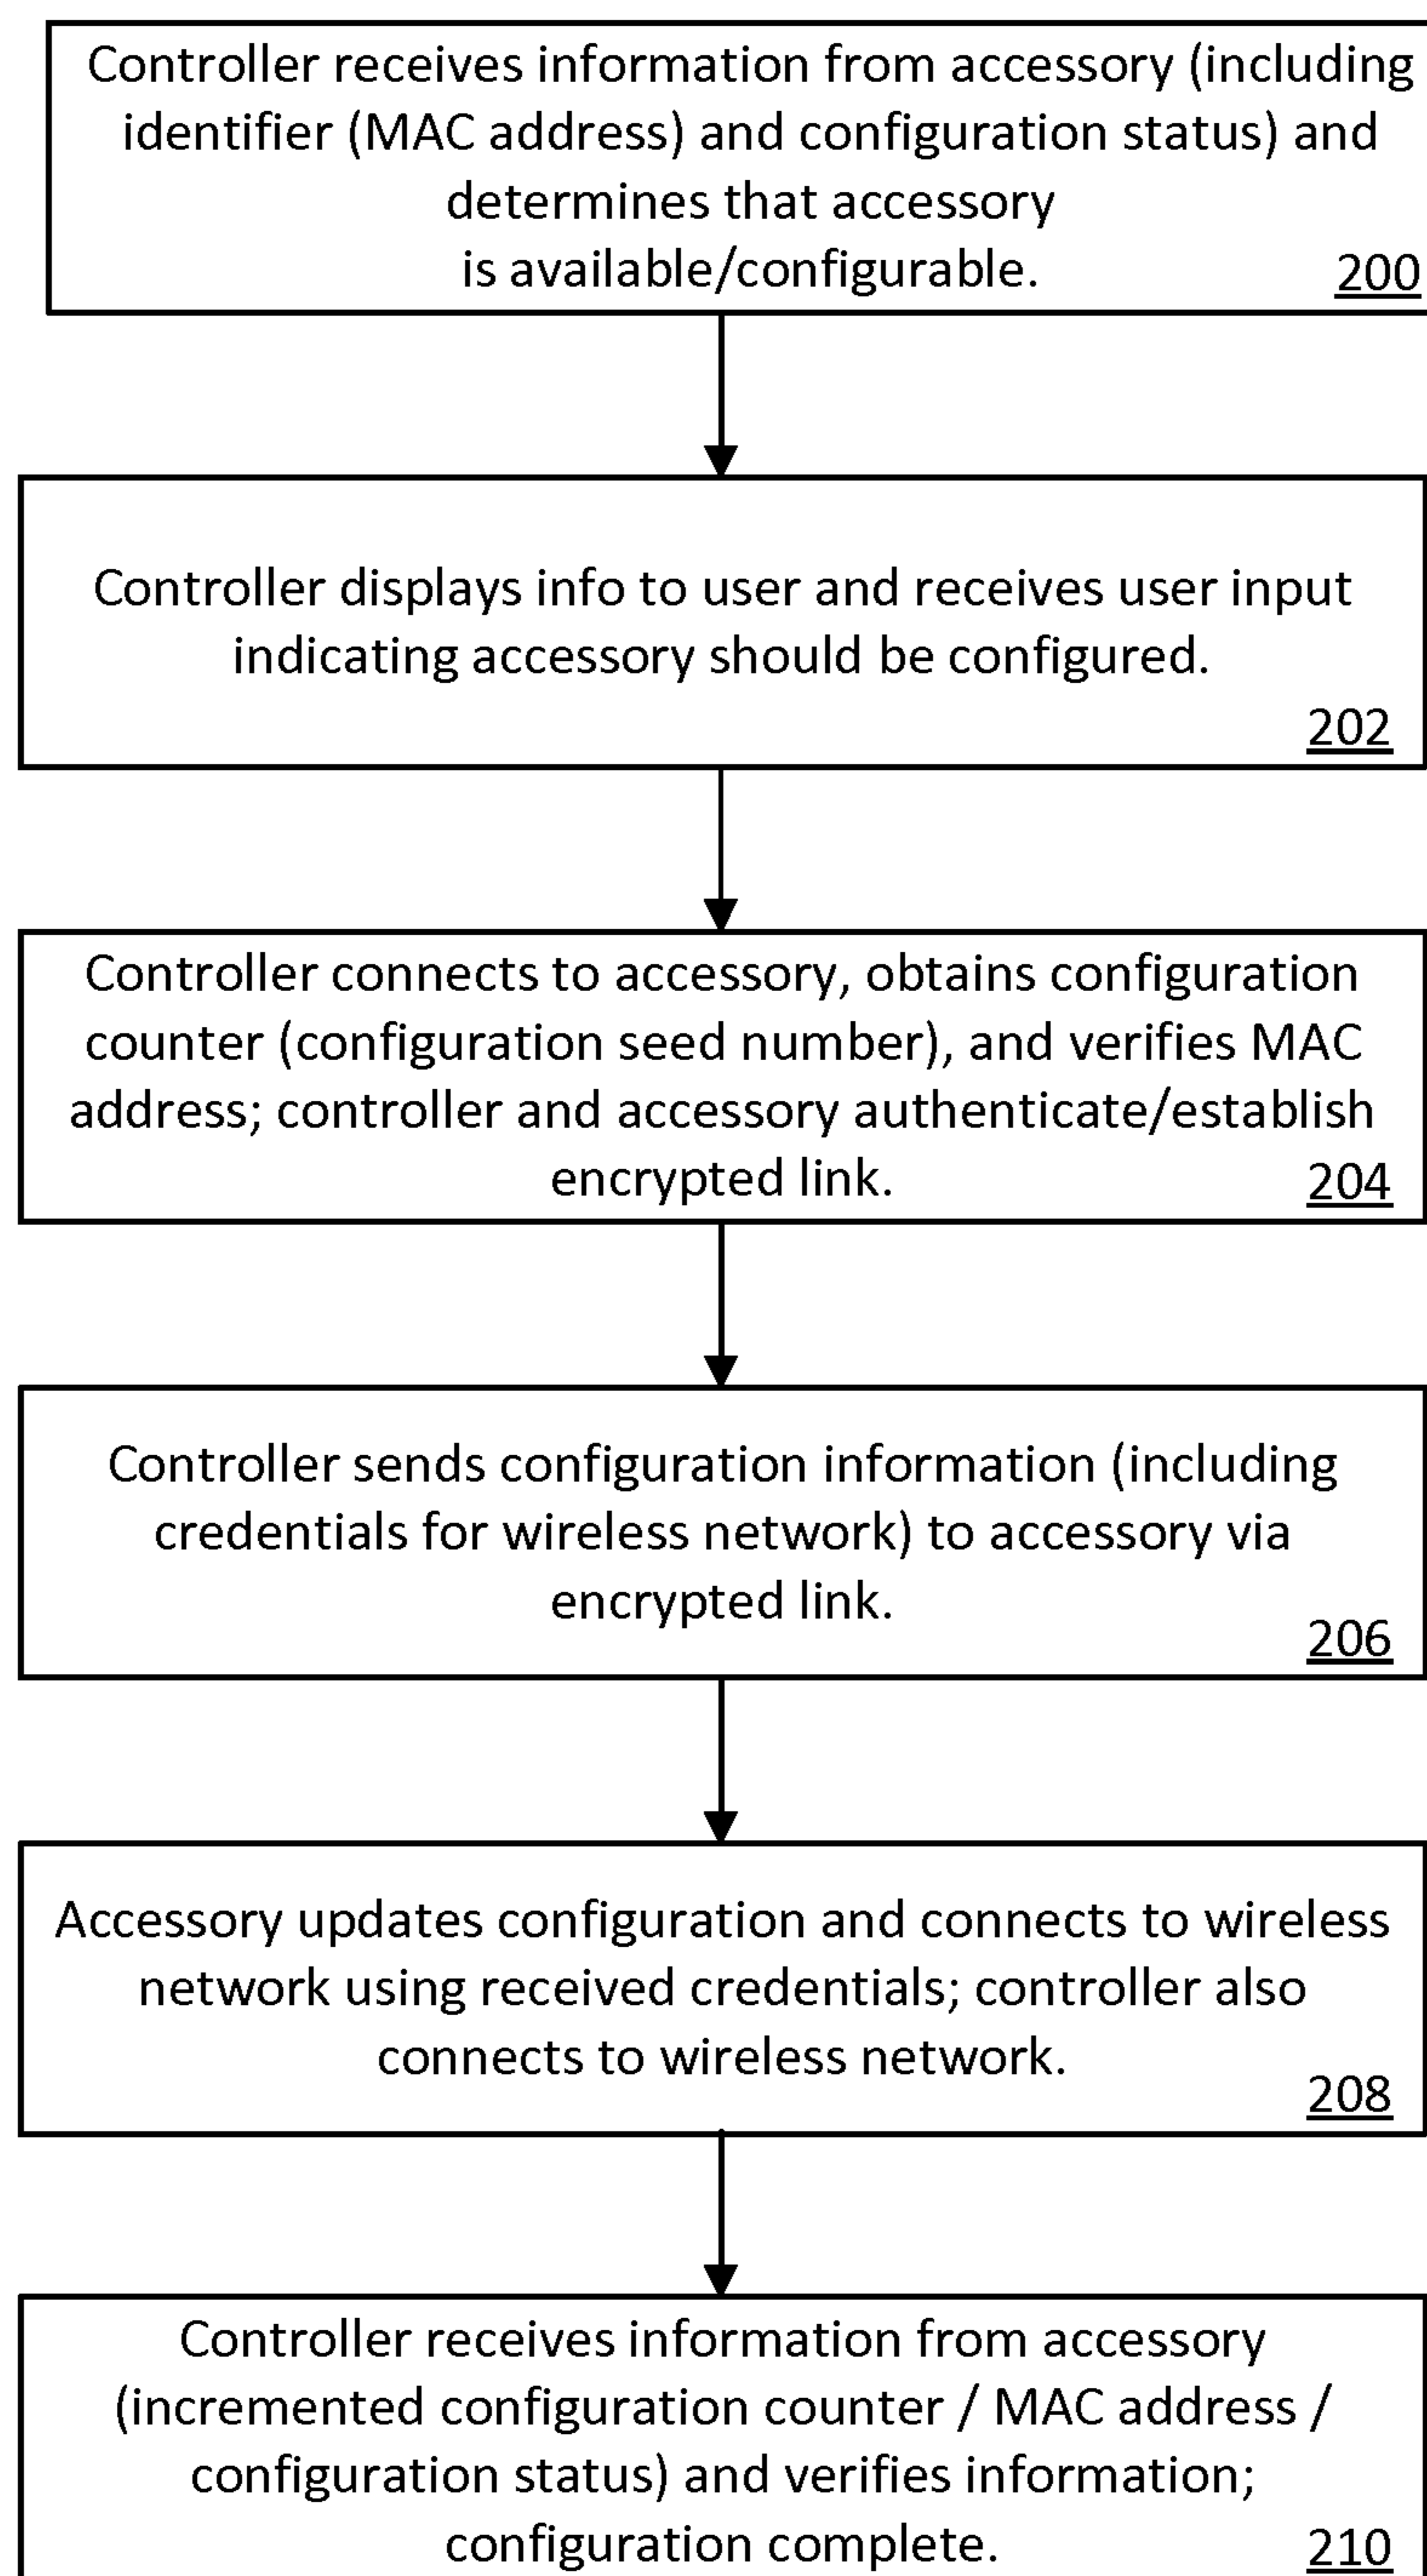 Controller receives information from accessory (including
identifier (MAC address) and configuration status) and
determines that accessory
is available/configurable.
200
Controller displays info to user and receives user input
indicating accessory should be configured.
202
Controller connects to accessory, obtains configuration
counter (configuration seed number), and verifies MAC
address; controller and accessory authenticate/establish
encrypted link.
204
Controller sends configuration information (including
credentials for wireless network) to accessory via
encrypted link.
206
Accessory updates configuration and connects to wireless
network using received credentials; controller also
connects to wireless network.
208
Controller receives information from accessory
(incremented configuration counter / MAC address /
configuration status) and verifies information;
configuration complete.
210